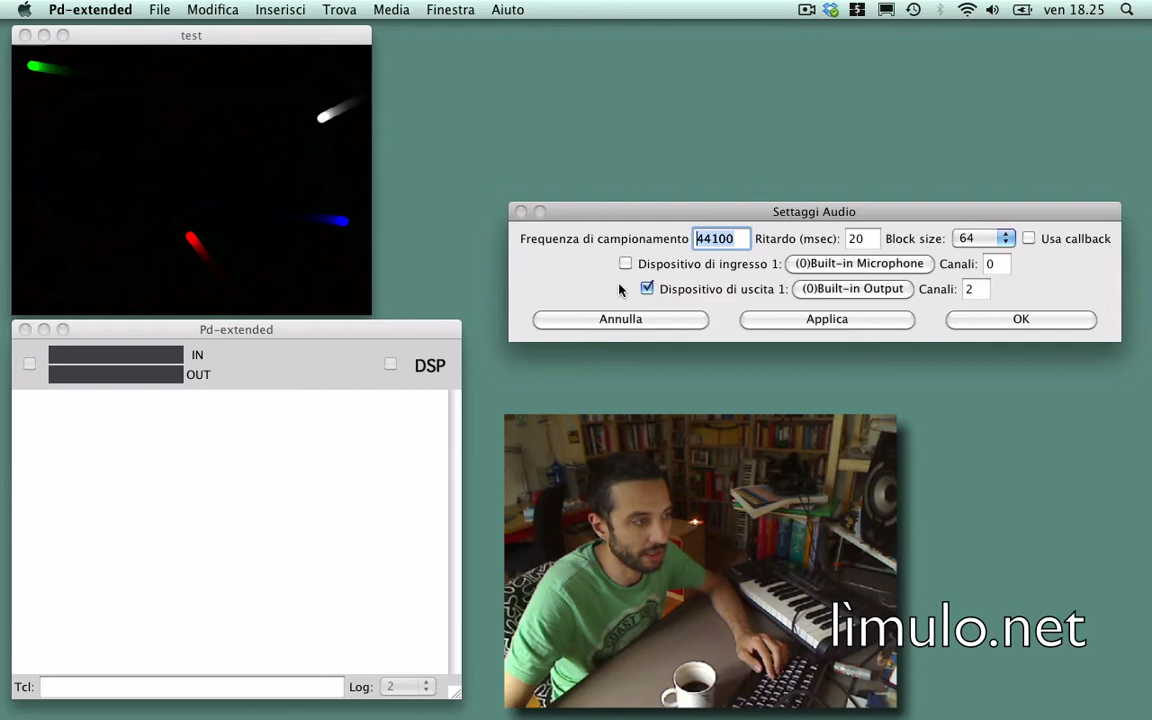 Pd-extended File Modifica Inserisci Trova Media Finestra Aiuto 5 ven 18.25
test
Settaggi Audio
Frequenza di campionamento 44100 Ritardo (msec): 20 Block size: 64 Usa callback
Dispositivo di ingresso 1: (0)Built-in Microphone Canali: 0
Dispositivo di uscita 1: (0)Built-in Output Canali: 2
Annulla Applica OK
Pd-extended
IN
OUT
DSP
Tcl: Log: 2
lìmulo.net